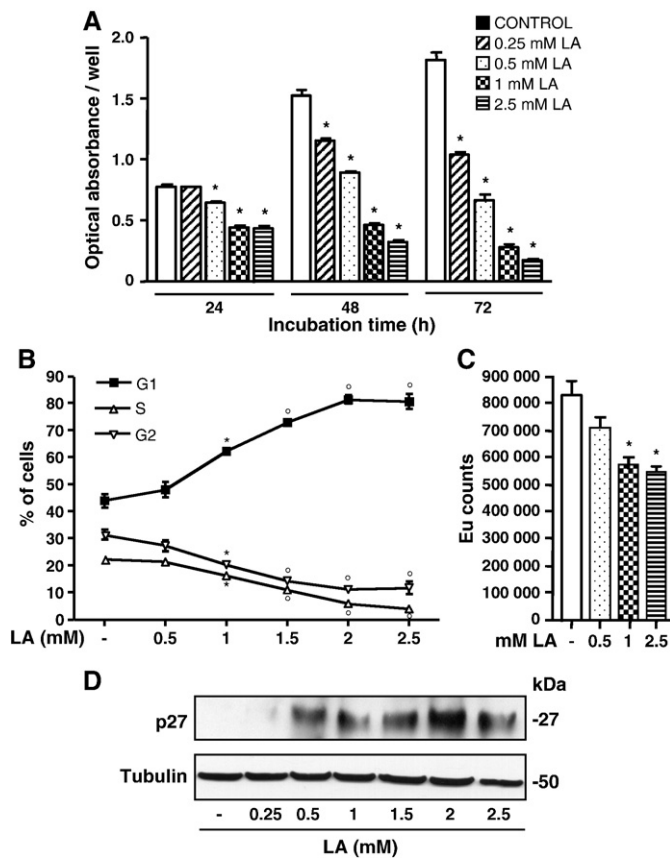 A
CONTROL
0.25 mM LA
0.5 mM LA
1 mM LA
2.5 mM LA
Optical absorbance / well
2.0
1.5
1.0
0.5
0
* * *
* * * *
* * * *
24 48 72
Incubation time (h)
B
G1
S
G2
% of cells
90
80
70
60
50
40
30
20
10
0
* ° ° °
* ° ° °
* ° ° °
LA (mM) - 0.5 1 1.5 2 2.5
C
Eu counts
900 000
800 000
700 000
600 000
500 000
400 000
300 000
200 000
100 000
0
* *
mM LA - 0.5 1 2.5
D
kDa
p27
-27
Tubulin
-50
- 0.25 0.5 1 1.5 2 2.5
LA (mM)